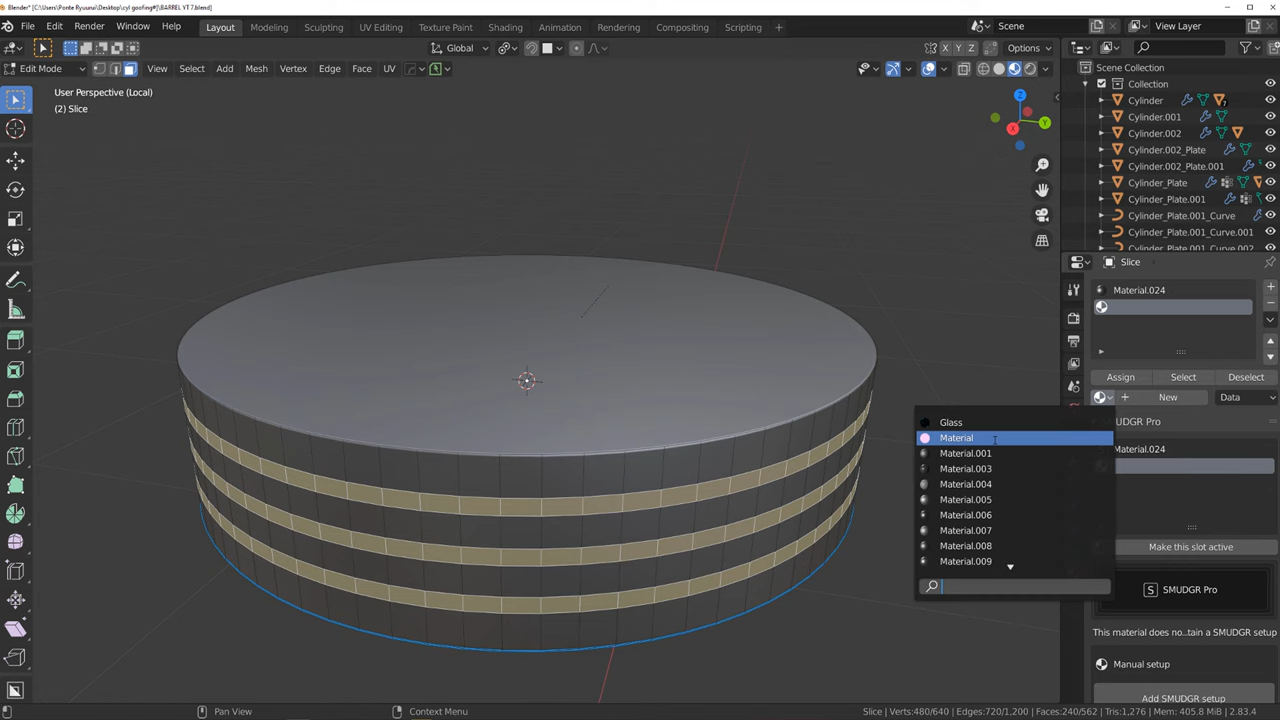 Blender* [C:\Users\Ponte Ryuurui\Desktop\cyl goofing#]\BARREL YT 7.blend]
File Edit Render Window Help Layout Modeling Sculpting UV Editing Texture Paint Shading Animation Rendering Compositing Scripting + Scene View Layer
Global X Y Z Options
Edit Mode View Select Add Mesh Vertex Edge Face UV
User Perspective (Local)
(2) Slice
Z
Y
X
Scene Collection
Collection
Cylinder
Cylinder.001
Cylinder.002
Cylinder.002_Plate
Cylinder.002_Plate.001
Cylinder_Plate
Cylinder_Plate.001
Cylinder_Plate.001_Curve
Cylinder_Plate.001_Curve.001
Cylinder_Plate.001_Curve.002
Slice
Material.024
Assign Select Deselect
New Data
DGR Pro
Material.024
Make this slot active
S SMUDGR Pro
This material does no..tain a SMUDGR setup
Manual setup
Add SMUDGR setup
Glass
Material
Material.001
Material.003
Material.004
Material.005
Material.006
Material.007
Material.008
Material.009
Pan View Context Menu Slice | Verts:480/640 | Edges:720/1,200 | Faces:240/562 | Tris:1,276 | Mem: 405.8 MiB | 2.83.4